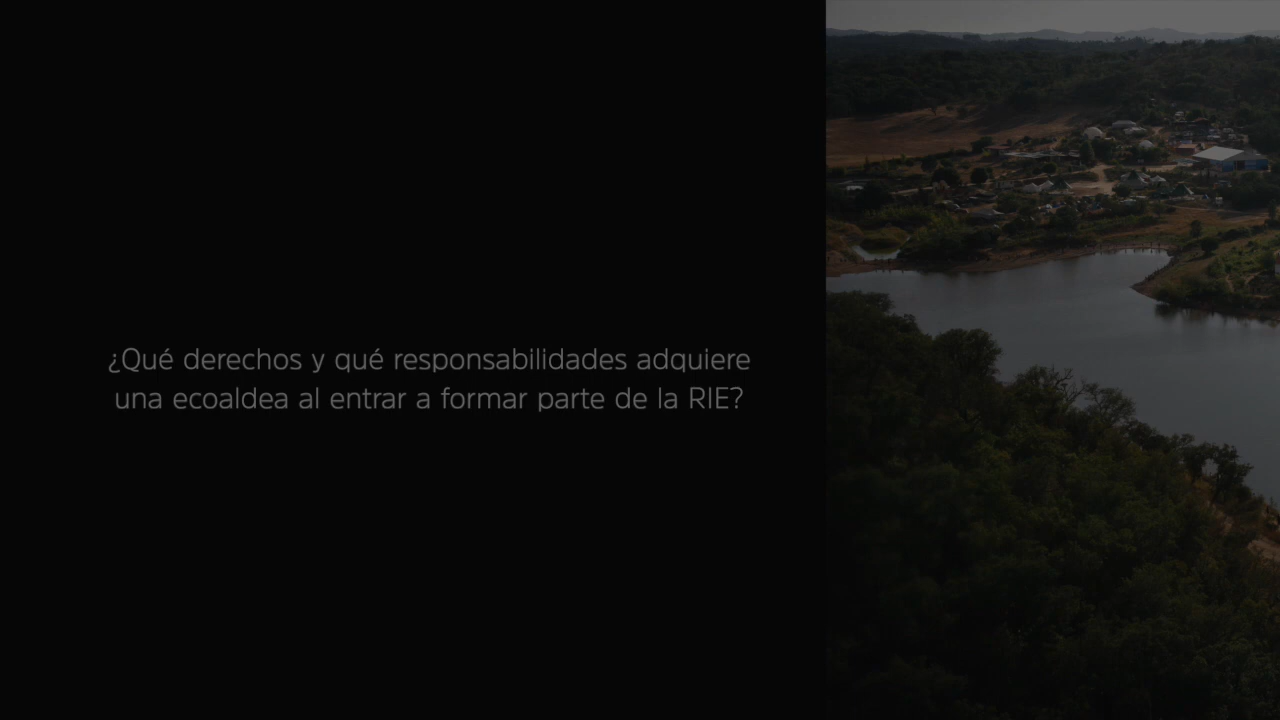 ¿Qué derechos y qué responsabilidades adquiere
una ecoaldea al entrar a formar parte de la RIE?